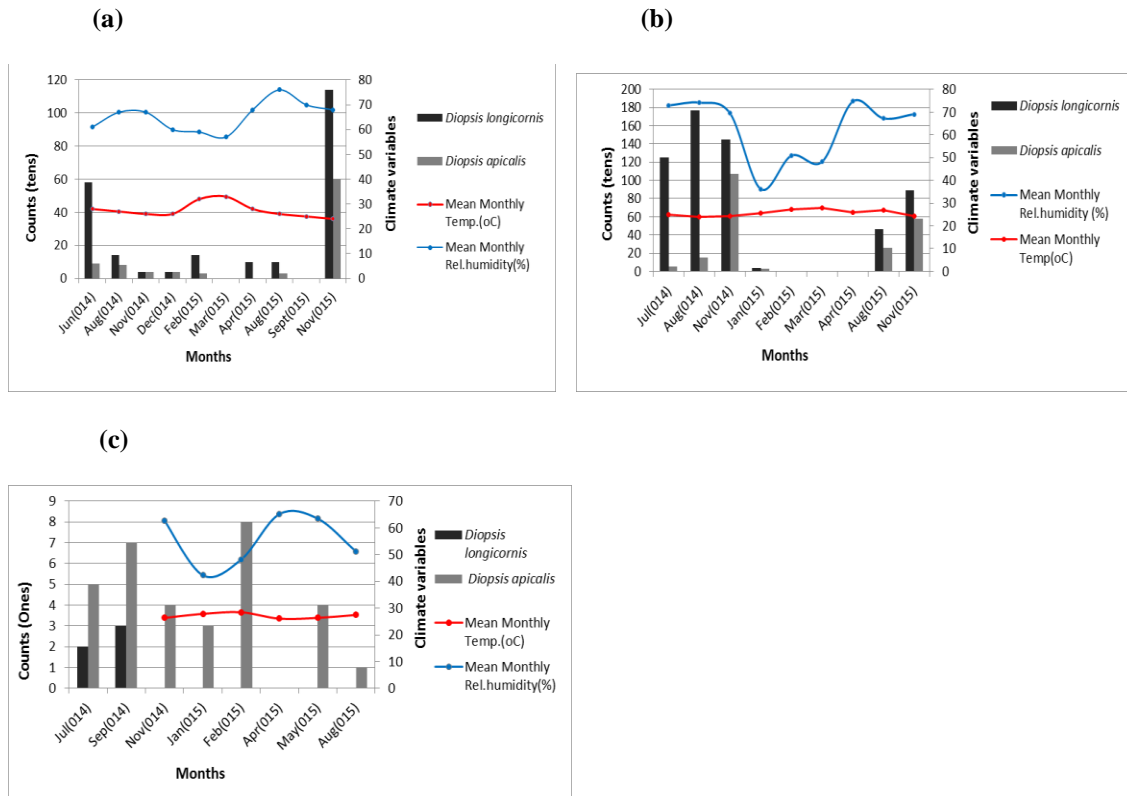 (a)
120
100
80
60
40
20
0
Counts (tens)
80
70
60
50
40
30
20
10
0
Climate variables
Jun(014)
Aug(014)
Nov(014)
Dec(014)
Feb(015)
Mar(015)
Apr(015)
Aug(015)
Sept(015)
Nov(015)
Months
Diopsis longicornis
Diopsis apicalis
Mean Monthly
Temp.(oC)
Mean Monthly
Rel.humidity(%)
(b)
200
180
160
140
120
100
80
60
40
20
0
Counts (tens)
80
70
60
50
40
30
20
10
0
Climate variables
Jul(014)
Aug(014)
Nov(014)
Jan(015)
Feb(015)
Mar(015)
Apr(015)
Aug(015)
Nov(015)
Months
Diopsis longicornis
Diopsis apicalis
Mean Monthly
Rel.humidity (%)
Mean Monthly
Temp(oC)
(c)
9
8
7
6
5
4
3
2
1
0
Counts (Ones)
70
60
50
40
30
20
10
0
Climate variables
Jul(014)
Sep(014)
Nov(014)
Jan(015)
Feb(015)
Apr(015)
May(015)
Aug(015)
Months
Diopsis
longicornis
Diopsis apicalis
Mean Monthly
Temp.(oC)
Mean Monthly
Rel.humidity(%)